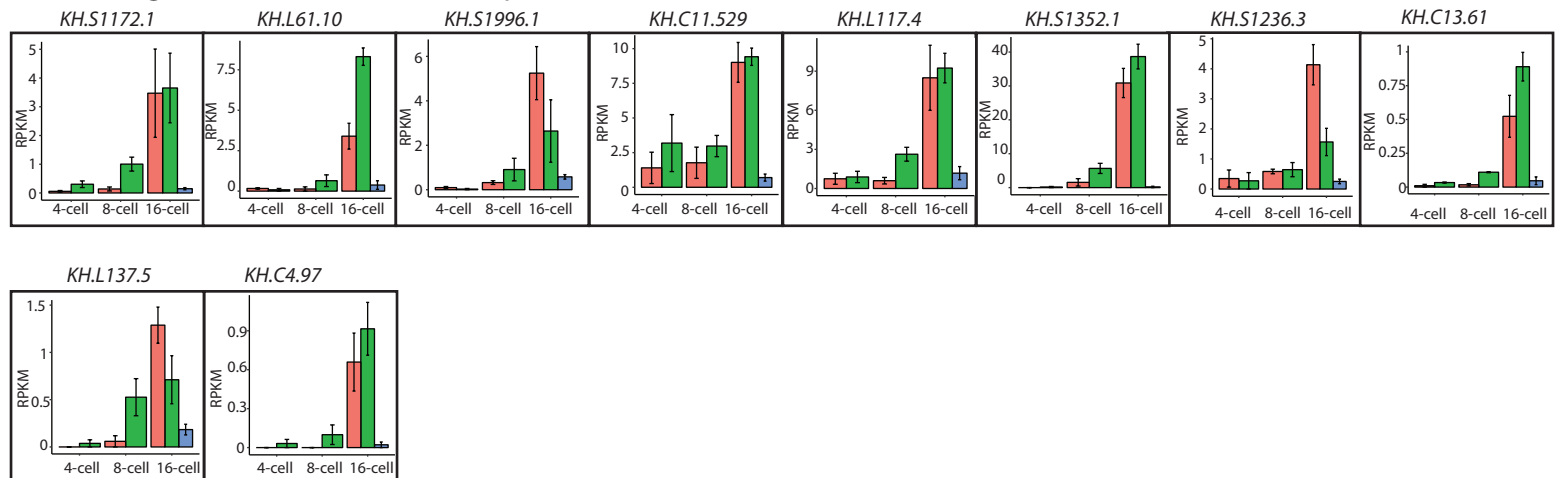 KH.S1172.1 KH.L61.10 KH.S1996.1 KH.C11.529 KH.L117.4 KH.S1352.1 KH.S1236.3 KH.C13.61
RPKM 5 4 3 2 1 0 4-cell 8-cell 16-cell
RPKM 7.5 5 2.5 0 4-cell 8-cell 16-cell
RPKM 6 4 2 0 4-cell 8-cell 16-cell
RPKM 10 7.5 5 2.5 0 4-cell 8-cell 16-cell
RPKM 9 6 3 0 4-cell 8-cell 16-cell
RPKM 40 30 20 10 0 4-cell 8-cell 16-cell
RPKM 5 4 3 2 1 0 4-cell 8-cell 16-cell
RPKM 1 0.75 0.5 0.25 0 4-cell 8-cell 16-cell
KH.L137.5 KH.C4.97
RPKM 1.5 1 0.5 0 4-cell 8-cell 16-cell
RPKM 0.9 0.6 0.3 0 4-cell 8-cell 16-cell